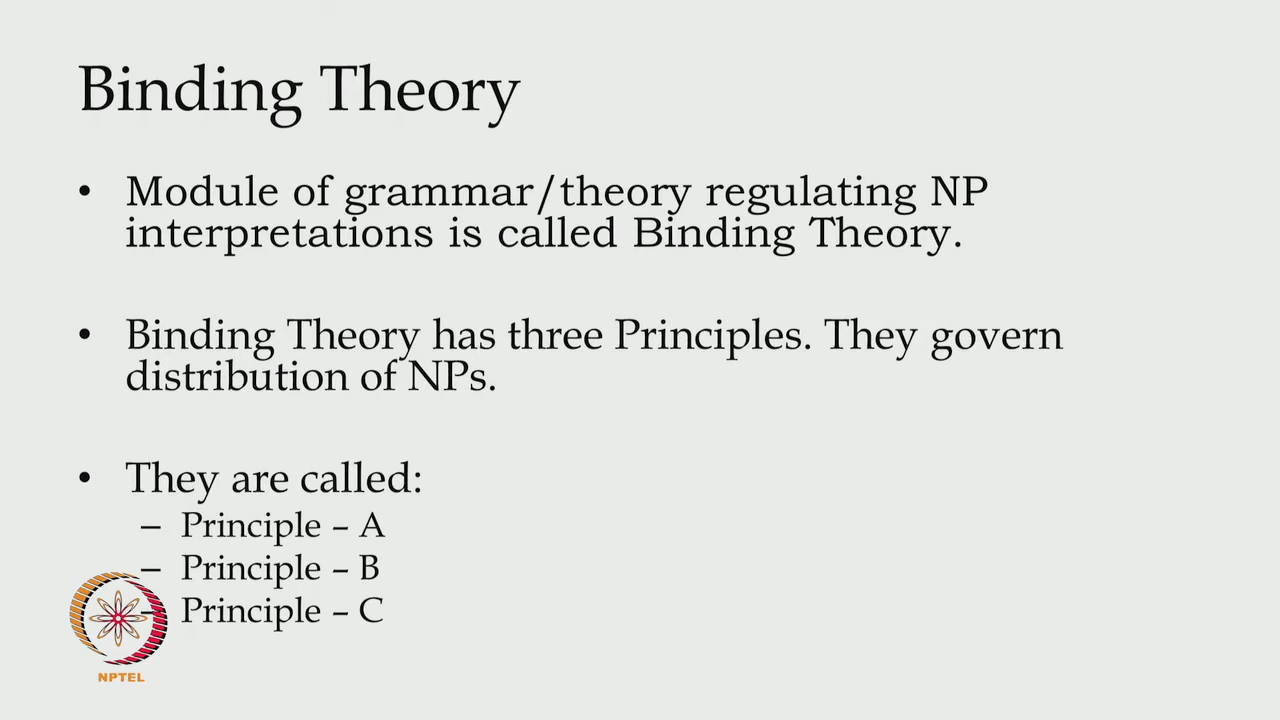 Binding Theory
• Module of grammar/theory regulating NP
interpretations is called Binding Theory.
• Binding Theory has three Principles. They govern
distribution of NPs.
• They are called:
– Principle – A
– Principle – B
– Principle – C
NPTEL